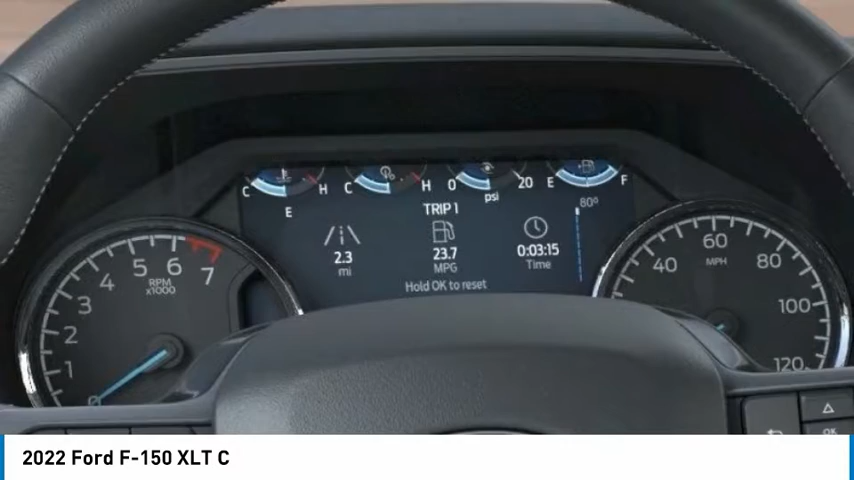 C H C H 0 20 E F
psi
E
TRIP 1
80°
2.3
mi
23.7
MPG
0:03:15
Time
Hold OK to reset
0 1 2 3 4 5 6 7
RPM
x1000
40 60 80 100 120
MPH
OK
2022 Ford F-150 XLT C